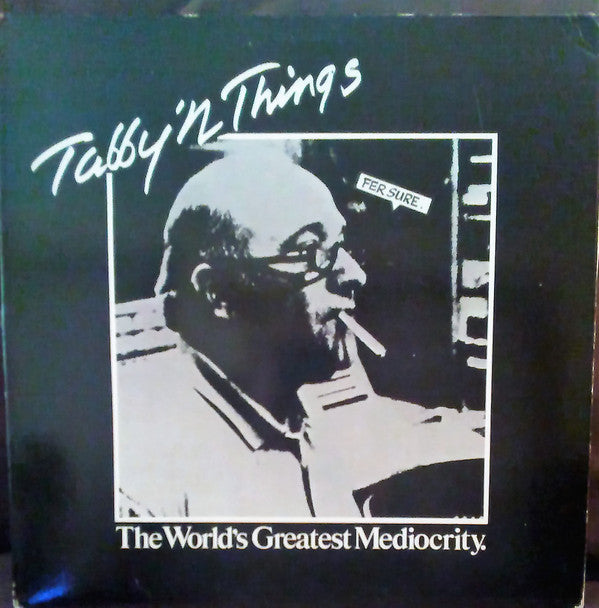 Tabby 'n Things
FER SURE.
The World's Greatest Mediocrity.